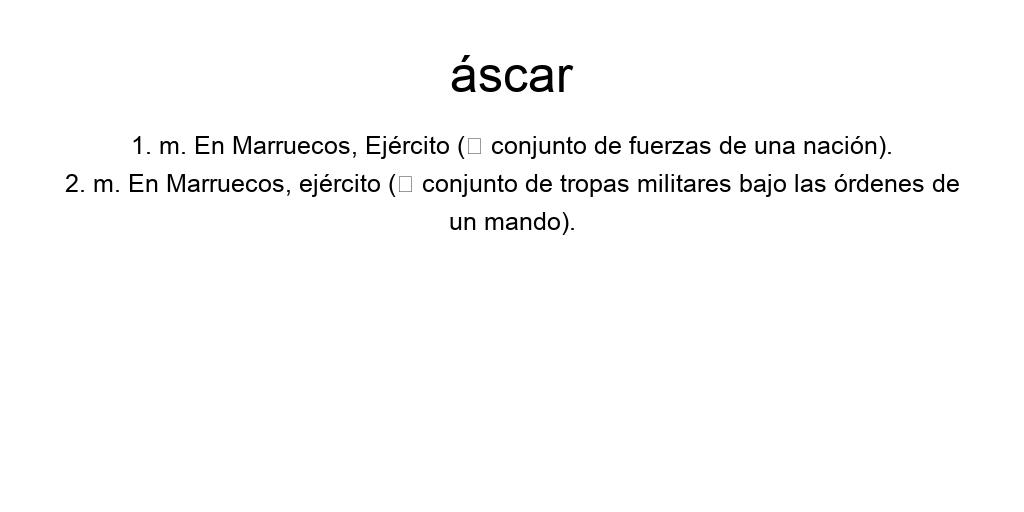 áscar
1. m. En Marruecos, Ejército (□ conjunto de fuerzas de una nación).
2. m. En Marruecos, ejército (□ conjunto de tropas militares bajo las órdenes de
un mando).